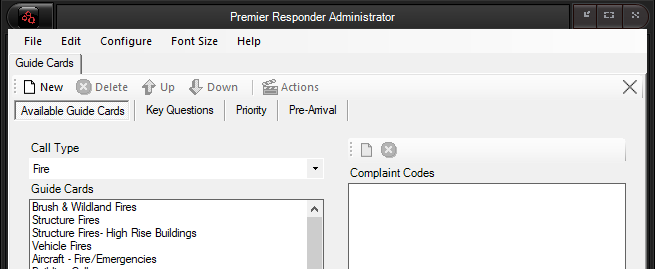 Premier Responder Administrator
File Edit Configure Font Size Help
Guide Cards
New Delete Up Down Actions
Available Guide Cards Key Questions Priority Pre-Arrival
Call Type
Fire
Complaint Codes
Guide Cards
Brush & Wildland Fires
Structure Fires
Structure Fires- High Rise Buildings
Vehicle Fires
Aircraft - Fire/Emergencies